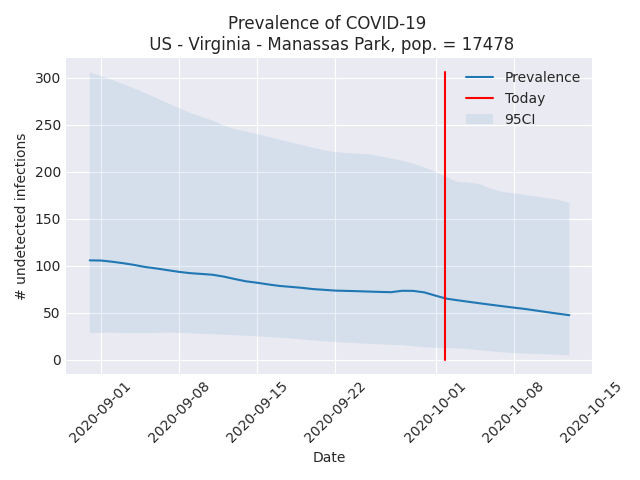 Prevalence of COVID-19
US - Virginia - Manassas Park, pop. = 17478
# undetected infections
300
250
200
150
100
50
0
Prevalence
Today
95CI
2020-09-01
2020-09-08
2020-09-15
2020-09-22
2020-10-01
2020-10-08
2020-10-15
Date